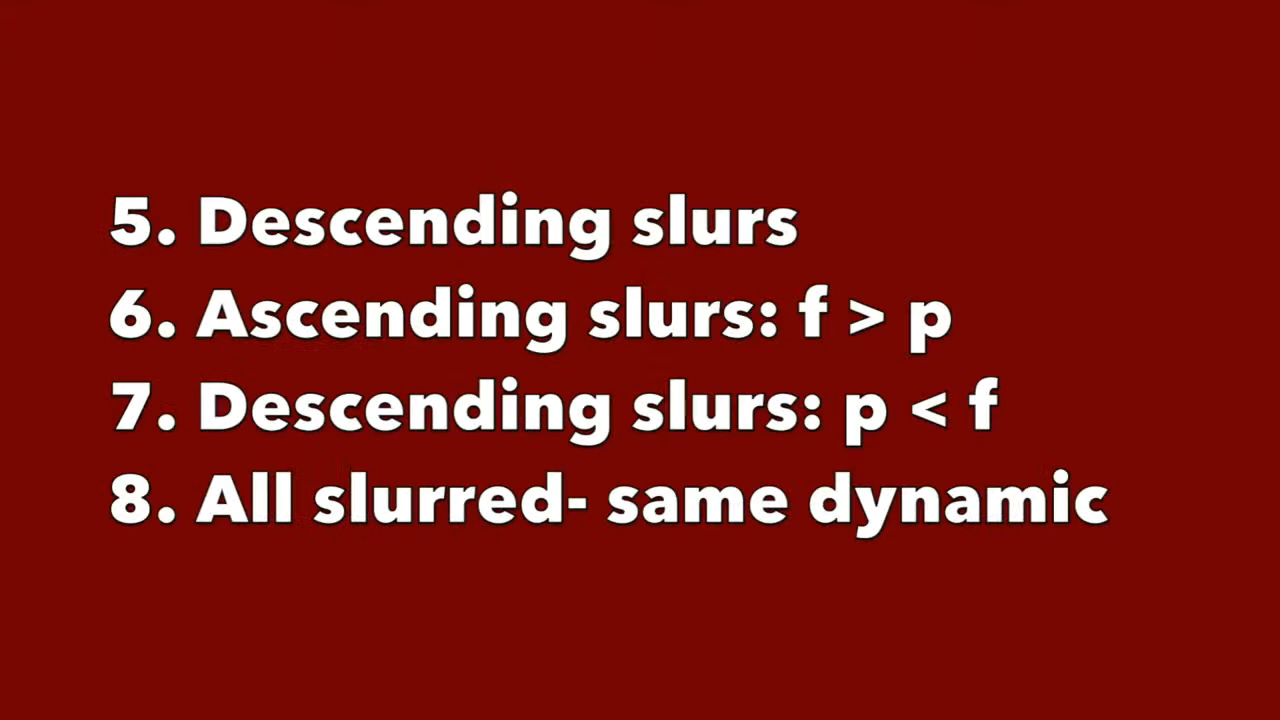 5. Descending slurs
6. Ascending slurs: f > p
7. Descending slurs: p < f
8. All slurred- same dynamic